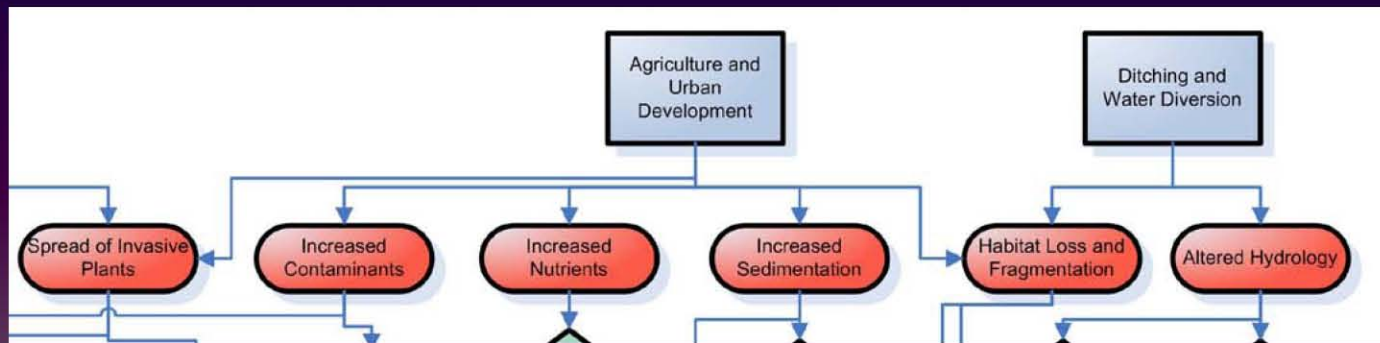 Agriculture and
Urban
Development
Ditching and
Water Diversion
Spread of Invasive
Plants
Increased
Contaminants
Increased
Nutrients
Increased
Sedimentation
Habitat Loss and
Fragmentation
Altered Hydrology